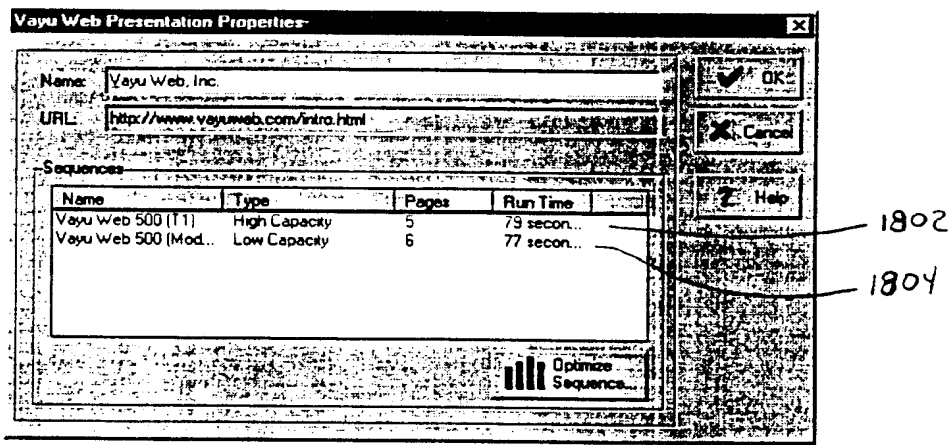 Vayu Web Presentation Properties-
Name: Vayu Web, Inc.
URL: http://www.vayuweb.com/intro.html
OK
Cancel
Help
Sequences
Name Type Pages Run Time
Vayu Web 500 (T1) High Capacity 5 79 secon...
Vayu Web 500 (Mod... Low Capacity 6 77 secon...
Optimize
Sequence...
1802
1804